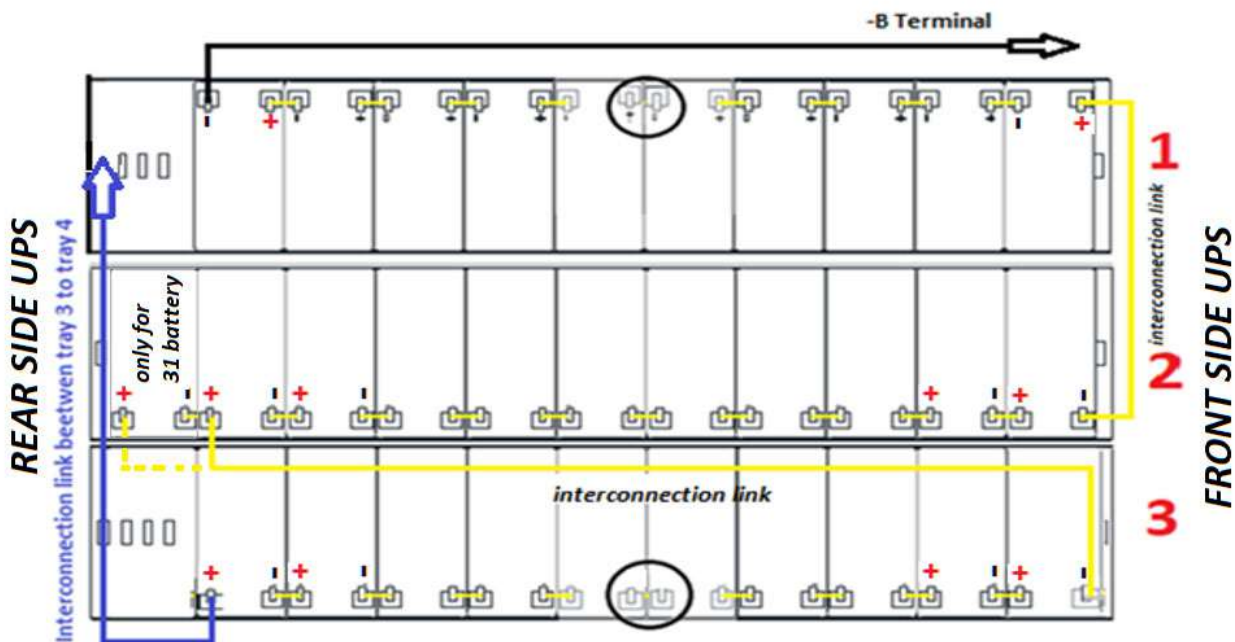 -B Terminal
- + - + - + - + - + - + - + - + - + - +
1
interconnection link
REAR SIDE UPS
Interconnection link beetwen tray 3 to tray 4
FRONT SIDE UPS
only for
31 battery
+ - + - + - + - + -
2
interconnection link
3
+ - + - + - + -